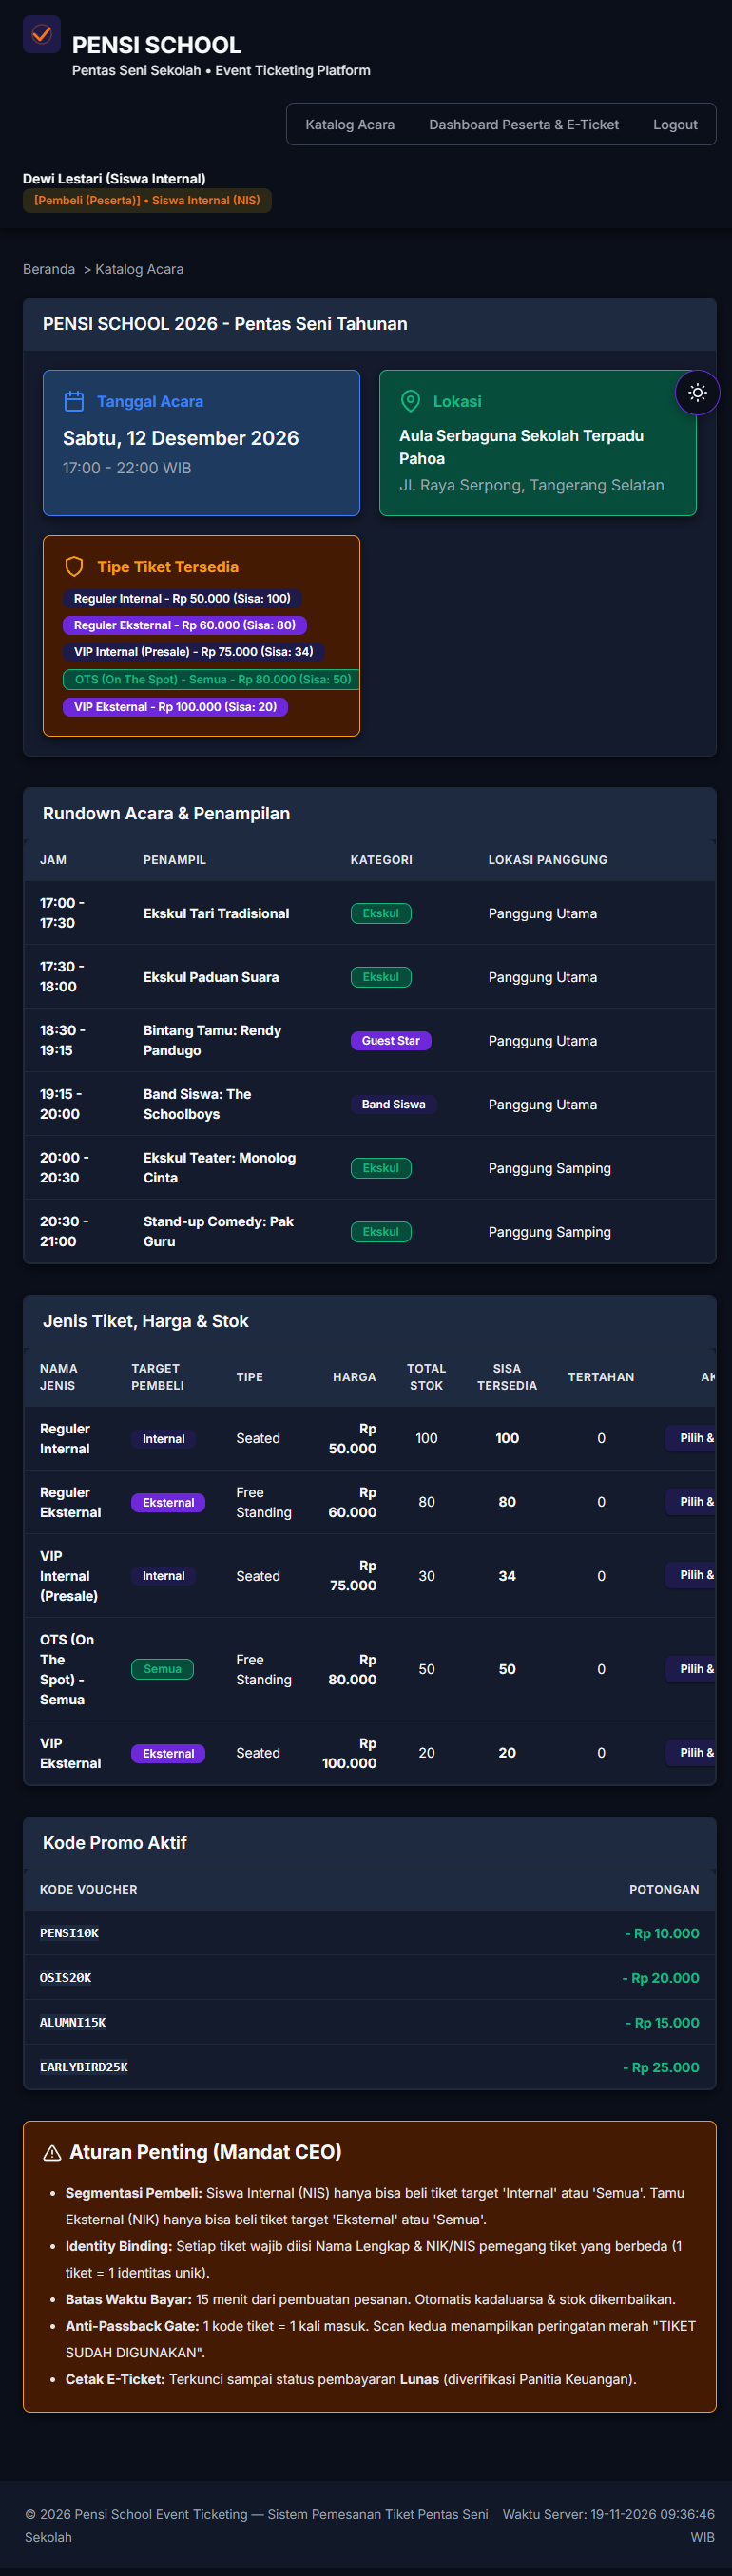 PENSI SCHOOL
Pentas Seni Sekolah • Event Ticketing Platform
Katalog Acara Dashboard Peserta & E-Ticket Logout
Dewi Lestari (Siswa Internal)
[Pembeli (Peserta)] • Siswa Internal (NIS)
Beranda > Katalog Acara
PENSI SCHOOL 2026 - Pentas Seni Tahunan
Tanggal Acara
Sabtu, 12 Desember 2026
17:00 - 22:00 WIB
Lokasi
Aula Serbaguna Sekolah Terpadu
Pahoa
Jl. Raya Serpong, Tangerang Selatan
Tipe Tiket Tersedia
Reguler Internal - Rp 50.000 (Sisa: 100)
Reguler Eksternal - Rp 60.000 (Sisa: 80)
VIP Internal (Presale) - Rp 75.000 (Sisa: 34)
OTS (On The Spot) - Semua - Rp 80.000 (Sisa: 50)
VIP Eksternal - Rp 100.000 (Sisa: 20)
Rundown Acara & Penampilan
JAM PENAMPIL KATEGORI LOKASI PANGGUNG
17:00 -
17:30
Ekskul Tari Tradisional
Ekskul
Panggung Utama
17:30 -
18:00
Ekskul Paduan Suara
Ekskul
Panggung Utama
18:30 -
19:15
Bintang Tamu: Rendy
Pandugo
Guest Star
Panggung Utama
19:15 -
20:00
Band Siswa: The
Schoolboys
Band Siswa
Panggung Utama
20:00 -
20:30
Ekskul Teater: Monolog
Cinta
Ekskul
Panggung Samping
20:30 -
21:00
Stand-up Comedy: Pak
Guru
Ekskul
Panggung Samping
Jenis Tiket, Harga & Stok
NAMA
JENIS
TARGET
PEMBELI
TIPE
HARGA
TOTAL
STOK
SISA
TERSEDIA
TERTAHAN
AK
Reguler
Internal
Internal
Seated
Rp
50.000
100
100
0
Pilih &
Reguler
Eksternal
Eksternal
Free
Standing
Rp
60.000
80
80
0
Pilih &
VIP
Internal
(Presale)
Internal
Seated
Rp
75.000
30
34
0
Pilih &
OTS (On
The
Spot) -
Semua
Semua
Free
Standing
Rp
80.000
50
50
0
Pilih &
VIP
Eksternal
Eksternal
Seated
Rp
100.000
20
20
0
Pilih &
Kode Promo Aktif
KODE VOUCHER POTONGAN
PENSI10K - Rp 10.000
OSIS20K - Rp 20.000
ALUMNI15K - Rp 15.000
EARLYBIRD25K - Rp 25.000
Aturan Penting (Mandat CEO)
• Segmentasi Pembeli: Siswa Internal (NIS) hanya bisa beli tiket target 'Internal' atau 'Semua'. Tamu
Eksternal (NIK) hanya bisa beli tiket target 'Eksternal' atau 'Semua'.
• Identity Binding: Setiap tiket wajib diisi Nama Lengkap & NIK/NIS pemegang tiket yang berbeda (1
tiket = 1 identitas unik).
• Batas Waktu Bayar: 15 menit dari pembuatan pesanan. Otomatis kadaluarsa & stok dikembalikan.
• Anti-Passback Gate: 1 kode tiket = 1 kali masuk. Scan kedua menampilkan peringatan merah "TIKET
SUDAH DIGUNAKAN".
• Cetak E-Ticket: Terkunci sampai status pembayaran Lunas (diverifikasi Panitia Keuangan).
© 2026 Pensi School Event Ticketing — Sistem Pemesanan Tiket Pentas Seni
Sekolah
Waktu Server: 19-11-2026 09:36:46
WIB